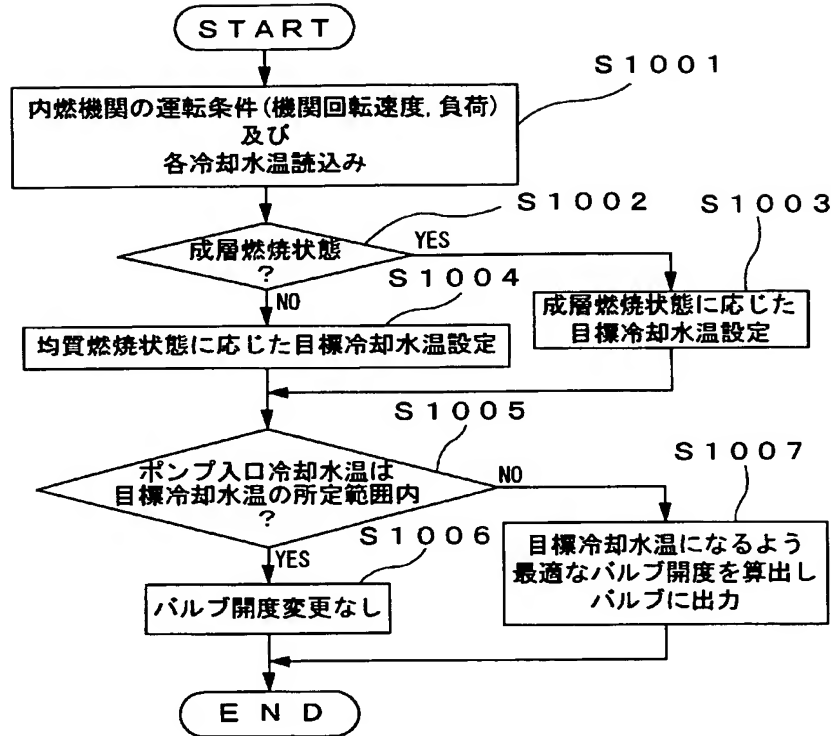 START
S1001
内燃機関の運転条件(機関回転速度,負荷)
及び
各冷却水温読込み
S1002
S1003
成層燃焼状態
?
YES
NO
S1004
成層燃焼状態に応じた
目標冷却水温設定
均質燃焼状態に応じた目標冷却水温設定
S1005
ポンプ入口冷却水温は
目標冷却水温の所定範囲内
?
NO
S1007
YES
S1006
目標冷却水温になるよう
最適なバルブ開度を算出し
バルブに出力
バルブ開度変更なし
END